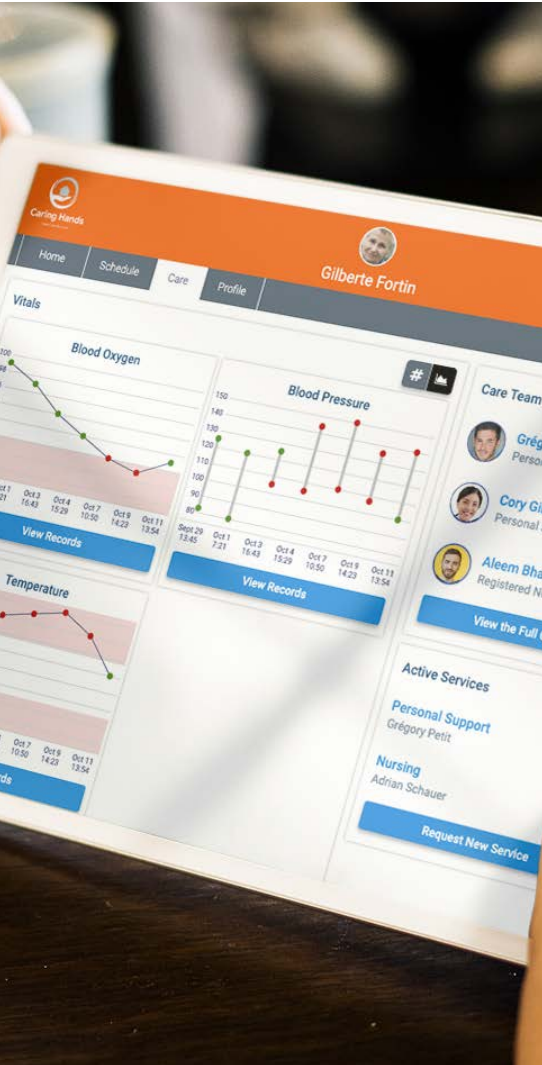 Caring Hands
Gilberte Fortin
Home
Schedule
Care
Profile
Vitals
Blood Oxygen
100
Oct 3
16:43
Oct 4
15:29
Oct 7
10:50
Oct 9
14:23
Oct 11
13:54
View Records
#
Blood Pressure
150
140
130
120
110
100
90
80
Sept 29
13:45
Oct 1
7:21
Oct 3
16:43
Oct 4
15:29
Oct 7
10:50
Oct 9
14:23
Oct 11
13:54
View Records
Temperature
Oct 7
10:50
Oct 9
14:23
Oct 11
13:54
Care Team
Cory
Personal
Aleem
Registered
View the Full
Active Services
Personal Support
Grégory Petit
Nursing
Adrian Schauer
Request New Service